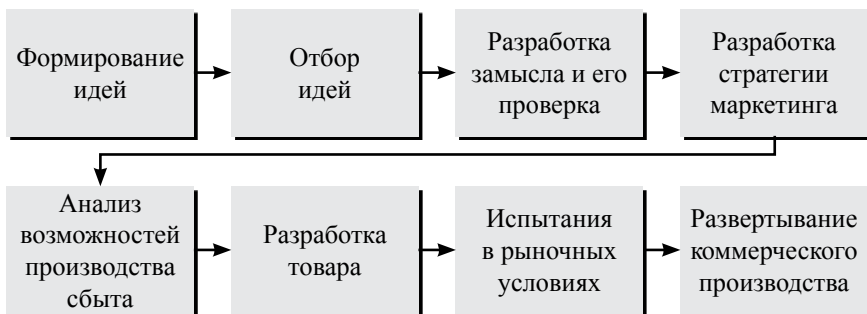 Формирование
идей
Отбор
идей
Разработка
замысла и его
проверка
Разработка
стратегии
маркетинга
Анализ
возможностей
производства
сбыта
Разработка
товара
Испытания
в рыночных
условиях
Развертывание
коммерческого
производства